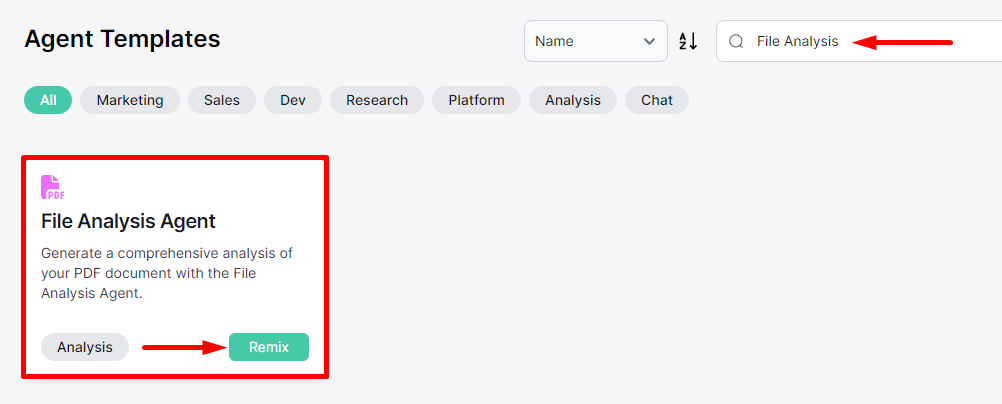 Agent Templates
Name
A
Z
File Analysis
All
Marketing
Sales
Dev
Research
Platform
Analysis
Chat
PDF
File Analysis Agent
Generate a comprehensive analysis of
your PDF document with the File
Analysis Agent.
Analysis
Remix